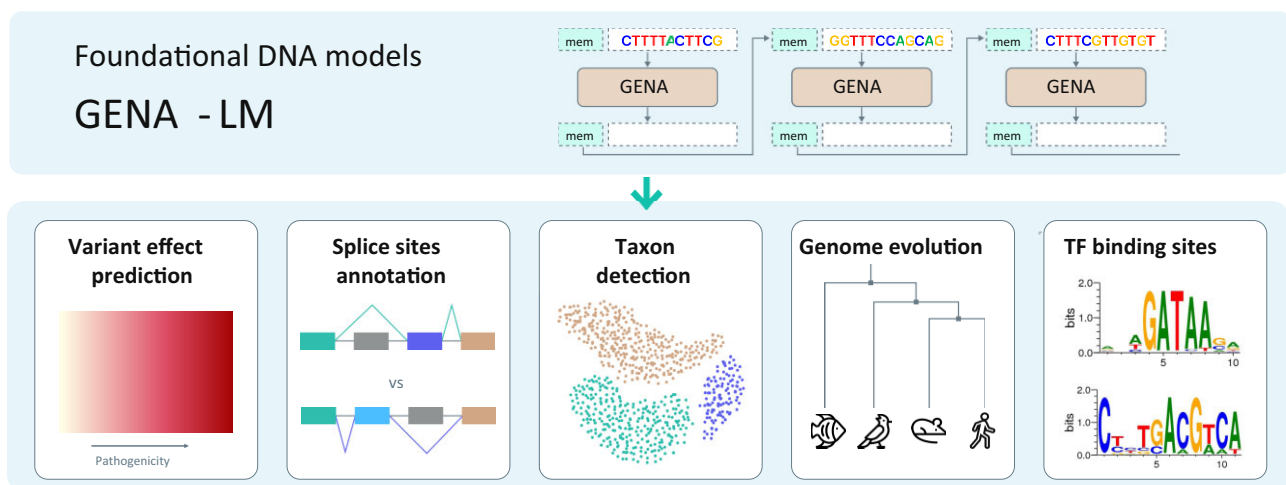 Foundational DNA models
GENA - LM
mem CTTTTACTTCG mem GGTTTCCAGCAG mem CTTTCGTTGTGT
GENA GENA GENA
mem mem mem
Variant effect
prediction
Pathogenicity
Splice sites
annotation
vs
Taxon
detection
Genome evolution
TF binding sites
2.0
bits
1.0
0.0
GATAA
5 10
2.0
bits
1.0
0.0
C TGACGTCA
5 10